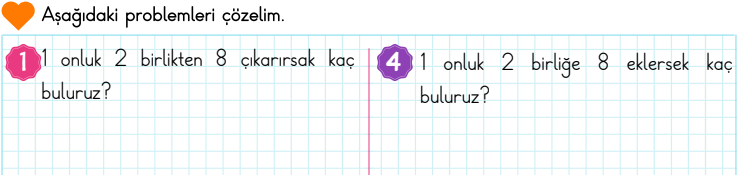 Aşağıdaki problemleri çözelim.
1 1 onluk 2 birlikten 8 çıkarırsak kaç
buluruz?
4 1 onluk 2 birliğe 8 eklersek kaç
buluruz?